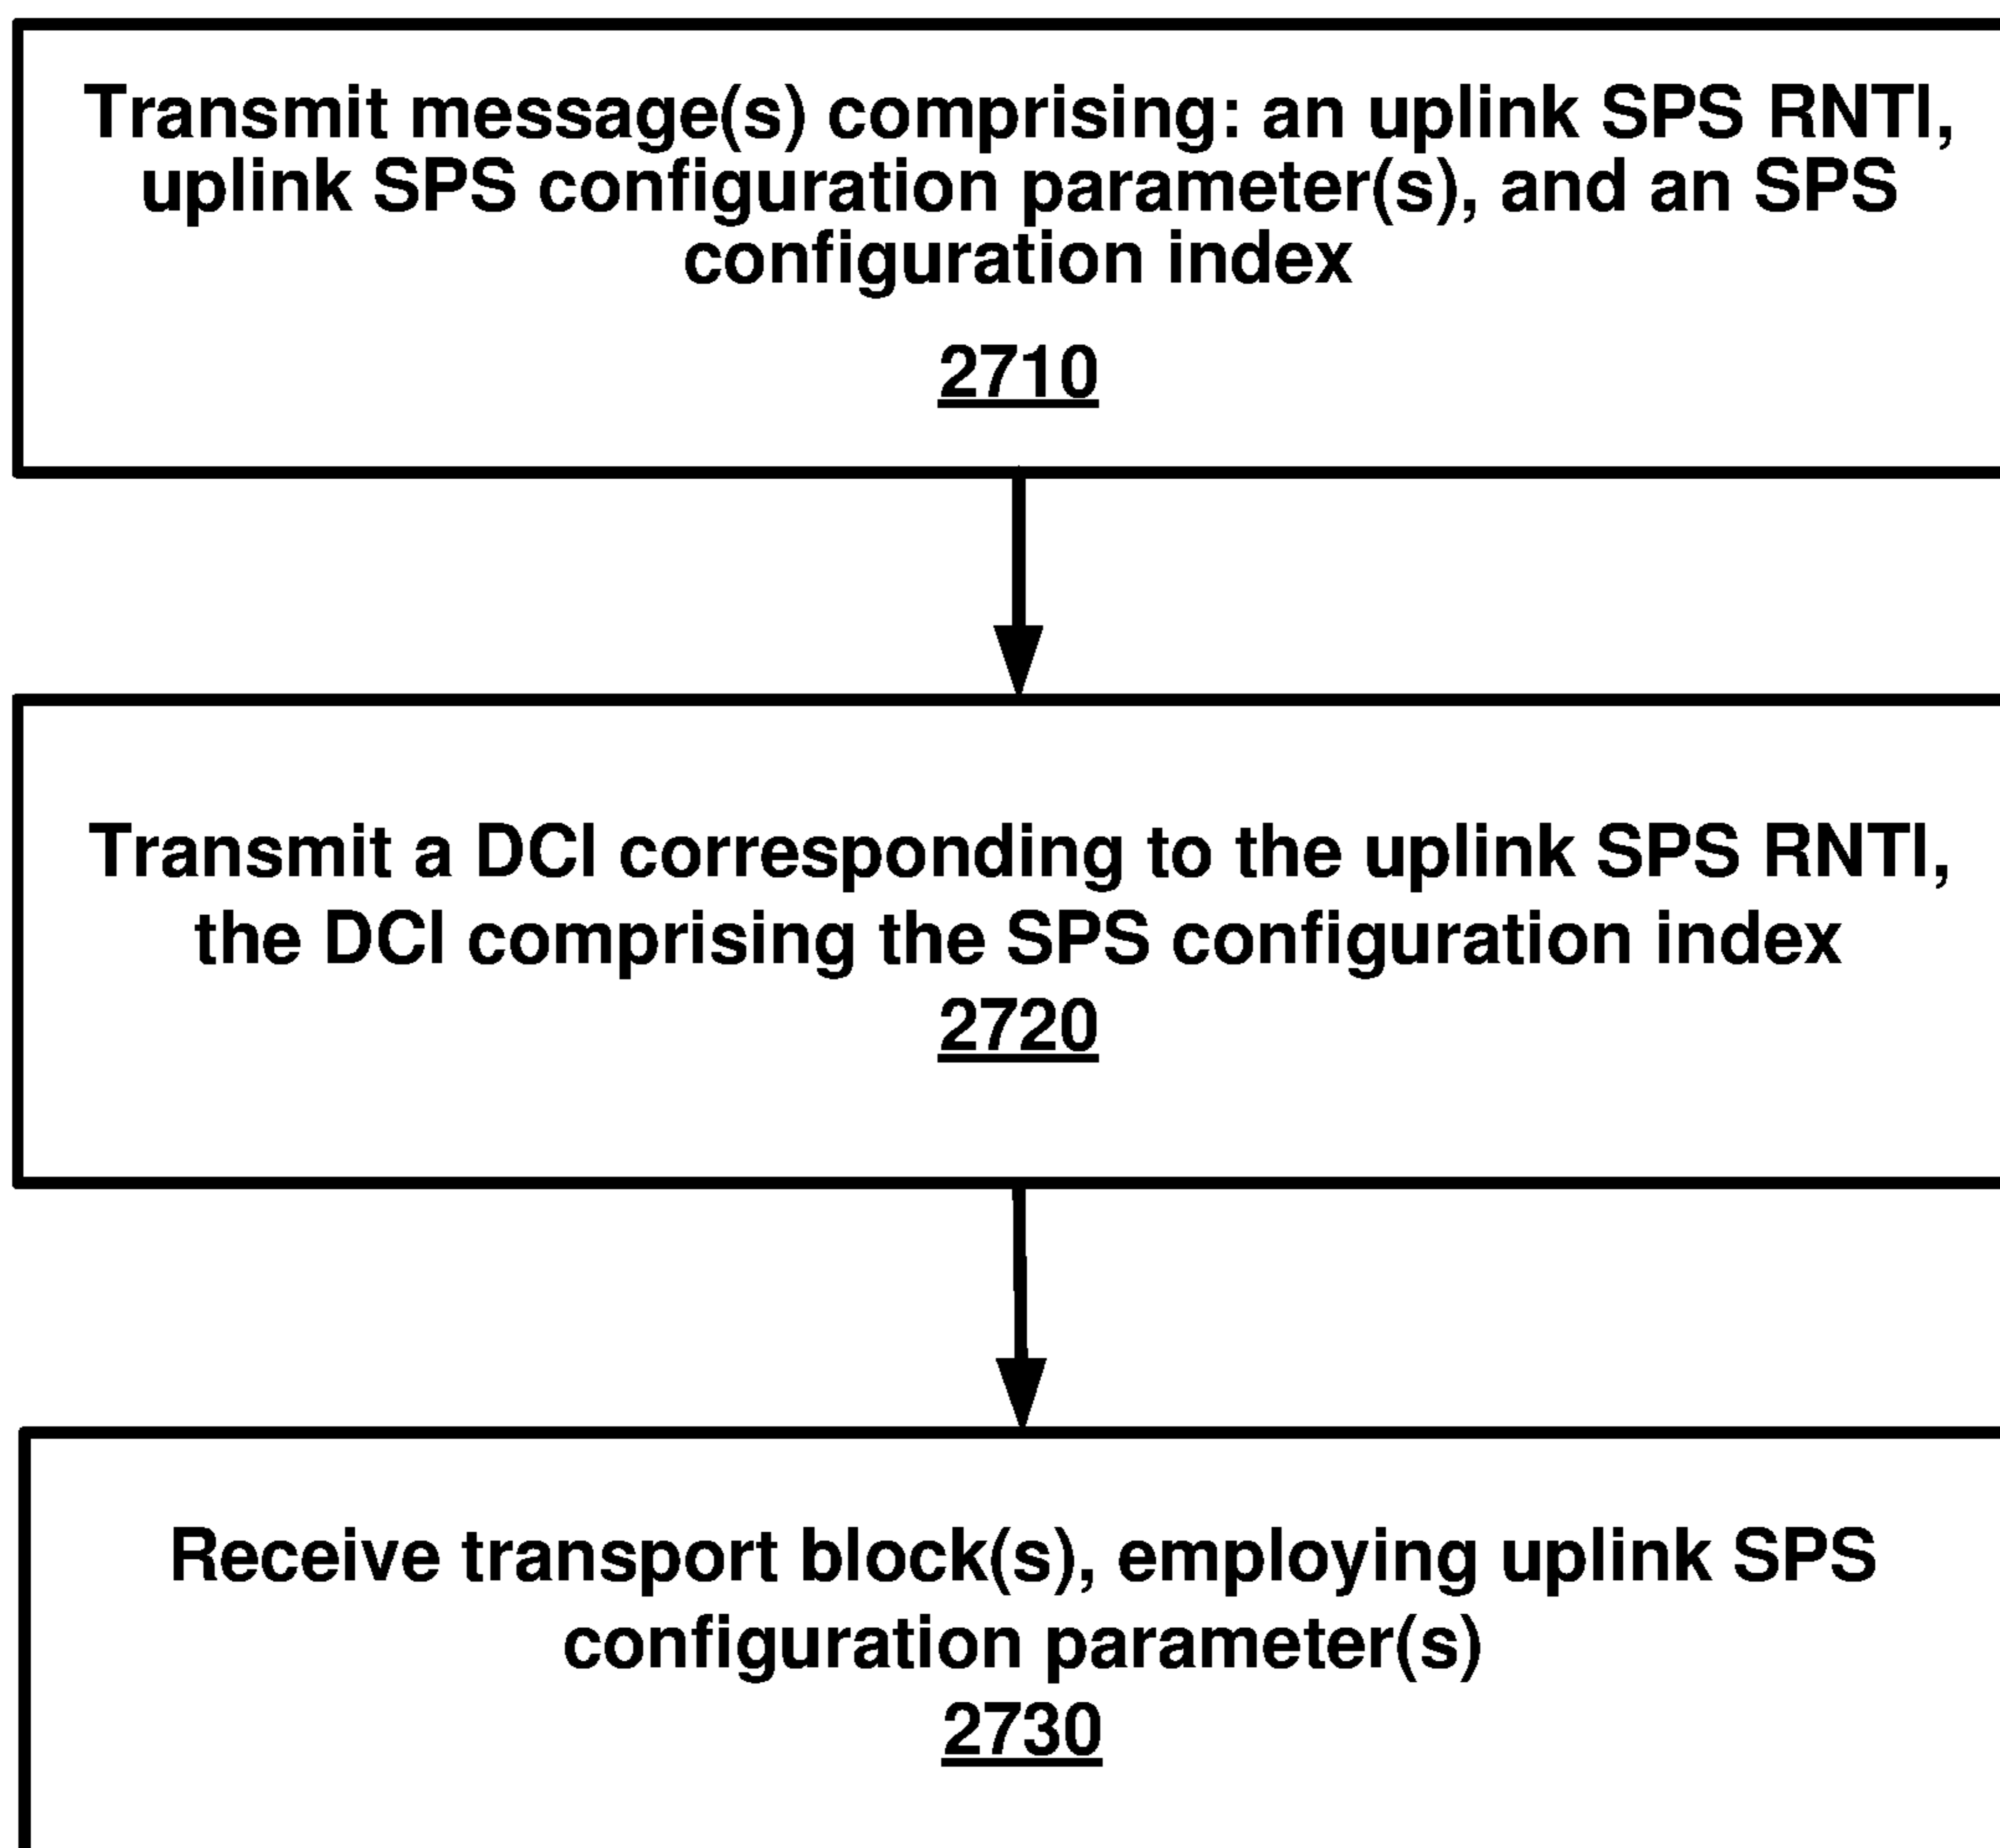 Transmit message(s) comprising: an uplink SPS RNTI,
uplink SPS configuration parameter(s), and an SPS
configuration index
2710
Transmit a DCI corresponding to the uplink SPS RNTI,
the DCI comprising the SPS configuration index
2720
Receive transport block(s), employing uplink SPS
configuration parameter(s)
2730